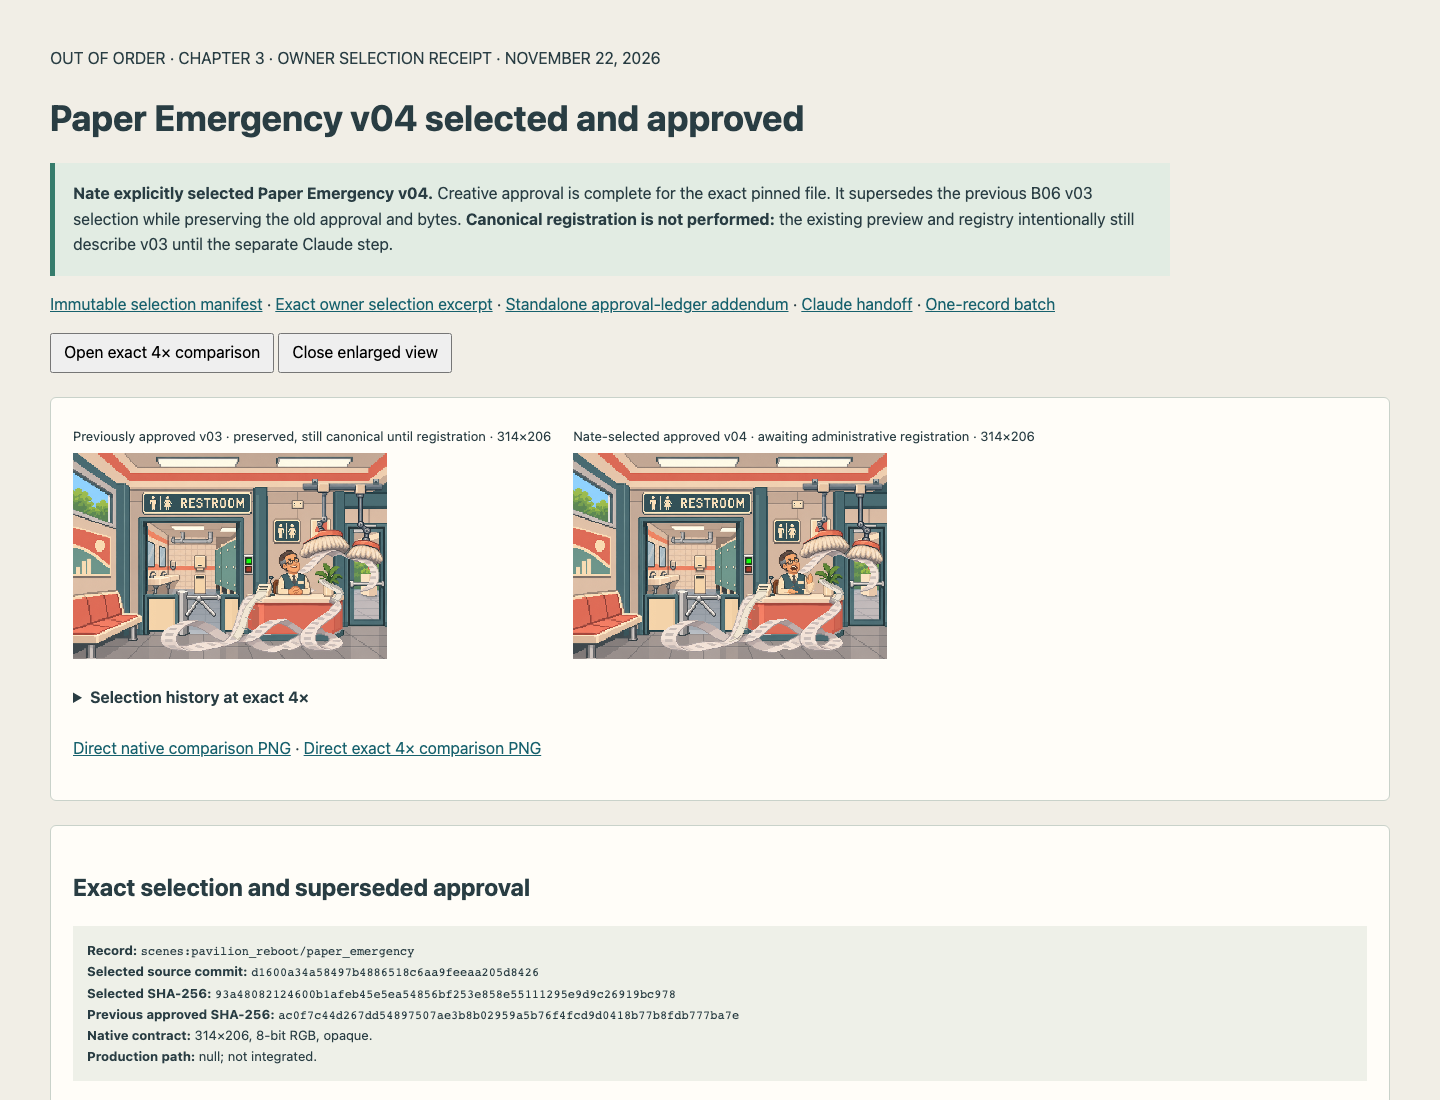 OUT OF ORDER · CHAPTER 3 · OWNER SELECTION RECEIPT · NOVEMBER 22, 2026
Paper Emergency v04 selected and approved
Nate explicitly selected Paper Emergency v04. Creative approval is complete for the exact pinned file. It supersedes the previous B06 v03
selection while preserving the old approval and bytes. Canonical registration is not performed: the existing preview and registry intentionally still
describe v03 until the separate Claude step.
Immutable selection manifest · Exact owner selection excerpt · Standalone approval-ledger addendum · Claude handoff · One-record batch
Open exact 4× comparison Close enlarged view
Previously approved v03 · preserved, still canonical until registration · 314×206
Nate-selected approved v04 · awaiting administrative registration · 314×206
RESTROOM
RESTROOM
▶ Selection history at exact 4×
Direct native comparison PNG · Direct exact 4× comparison PNG
Exact selection and superseded approval
Record: scenes:pavilion_reboot/paper_emergency
Selected source commit: d1600a34a58497b4886518c6aa9feeaa205d8426
Selected SHA-256: 93a48082124600b1afeb45e5ea54856bf253e858e55111295e9d9c26919bc978
Previous approved SHA-256: ac0f7c44d267dd54897507ae3b8b02959a5b76f4fcd9d0418b77b8fdb777ba7e
Native contract: 314×206, 8-bit RGB, opaque.
Production path: null; not integrated.